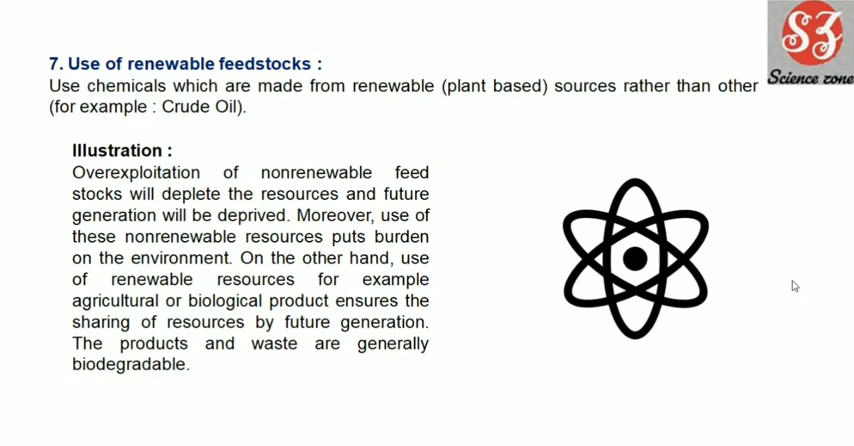 SZ
Science zone
7. Use of renewable feedstocks :
Use chemicals which are made from renewable (plant based) sources rather than other
(for example : Crude Oil).
Illustration :
Overexploitation of nonrenewable feed
stocks will deplete the resources and future
generation will be deprived. Moreover, use of
these nonrenewable resources puts burden
on the environment. On the other hand, use
of renewable resources for example
agricultural or biological product ensures the
sharing of resources by future generation.
The products and waste are generally
biodegradable.